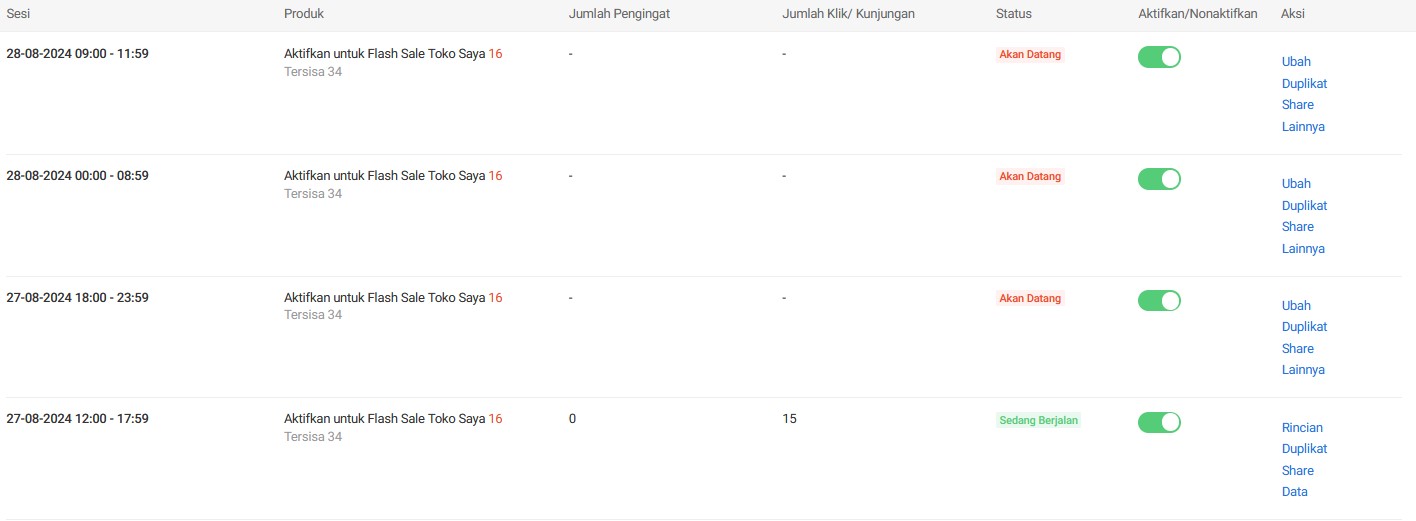 Sesi Produk Jumlah Pengingat Jumlah Klik/ Kunjungan Status Aktifkan/Nonaktifkan Aksi
28-08-2024 09:00 - 11:59 Aktifkan untuk Flash Sale Toko Saya 16 - - Akan Datang
Tersisa 34
Ubah
Duplikat
Share
Lainnya
28-08-2024 00:00 - 08:59 Aktifkan untuk Flash Sale Toko Saya 16 - - Akan Datang
Tersisa 34
Ubah
Duplikat
Share
Lainnya
27-08-2024 18:00 - 23:59 Aktifkan untuk Flash Sale Toko Saya 16 - - Akan Datang
Tersisa 34
Ubah
Duplikat
Share
Lainnya
27-08-2024 12:00 - 17:59 Aktifkan untuk Flash Sale Toko Saya 16 0 15 Sedang Berjalan
Tersisa 34
Rincian
Duplikat
Share
Data